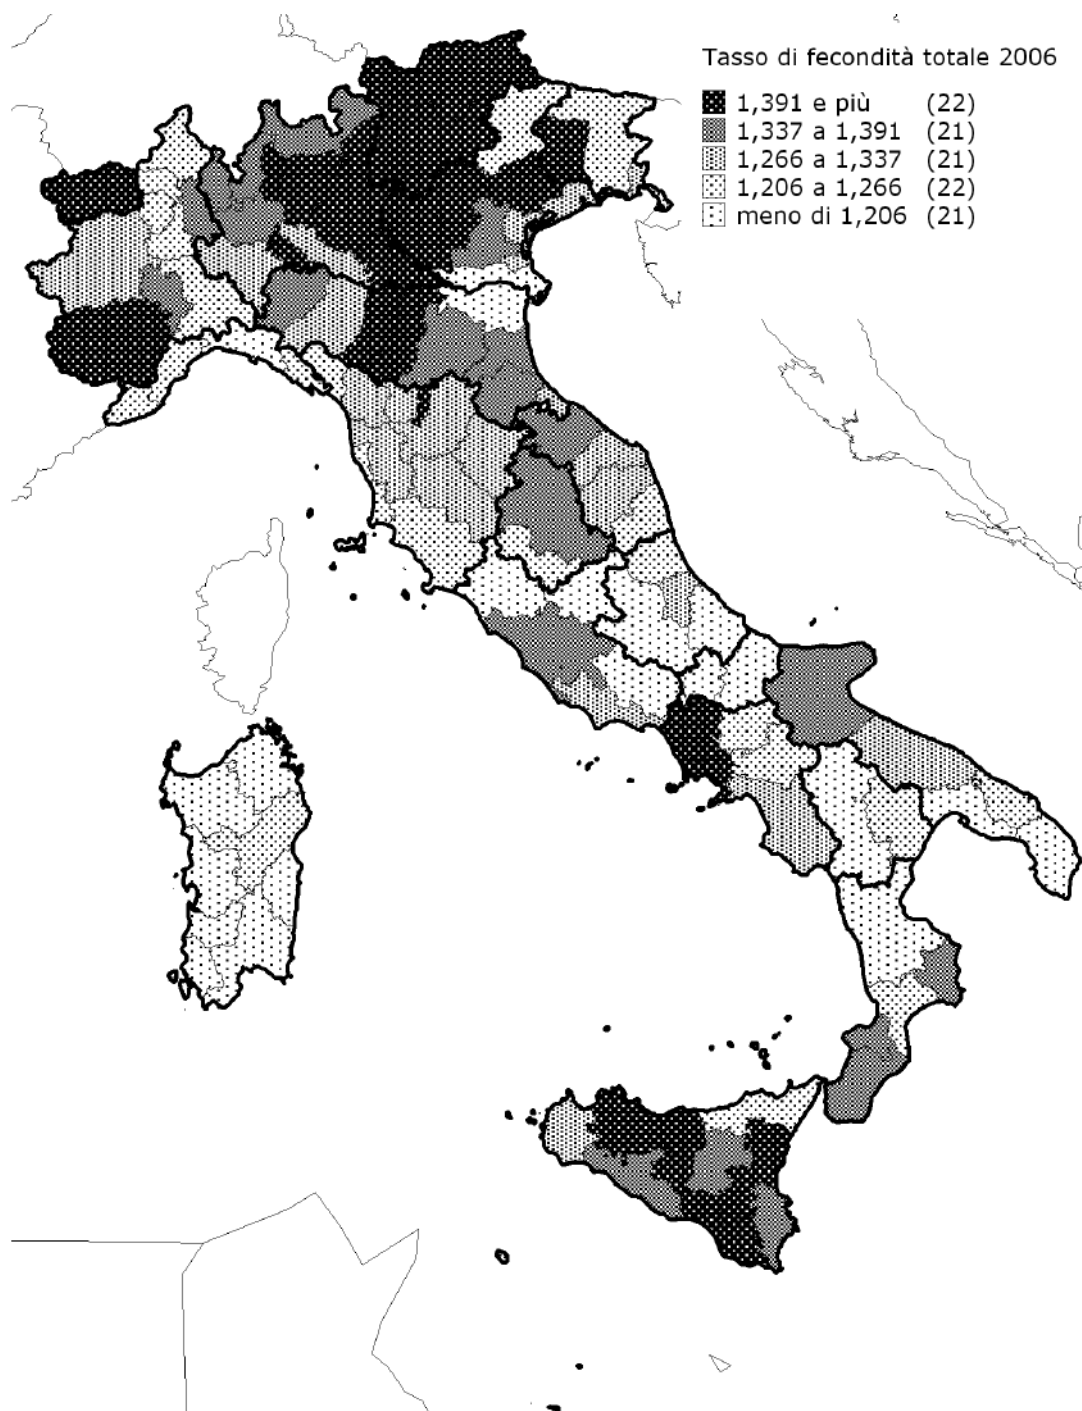 Tasso di fecondità totale 2006
1,391 e più (22)
1,337 a 1,391 (21)
1,266 a 1,337 (21)
1,206 a 1,266 (22)
meno di 1,206 (21)